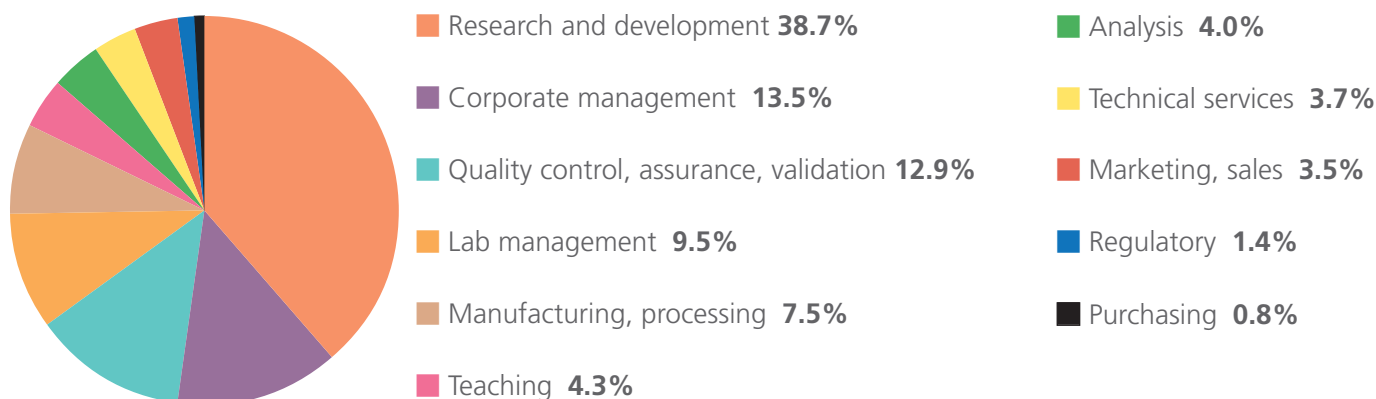 Research and development 38.7%
Corporate management 13.5%
Quality control, assurance, validation 12.9%
Lab management 9.5%
Manufacturing, processing 7.5%
Teaching 4.3%
Analysis 4.0%
Technical services 3.7%
Marketing, sales 3.5%
Regulatory 1.4%
Purchasing 0.8%